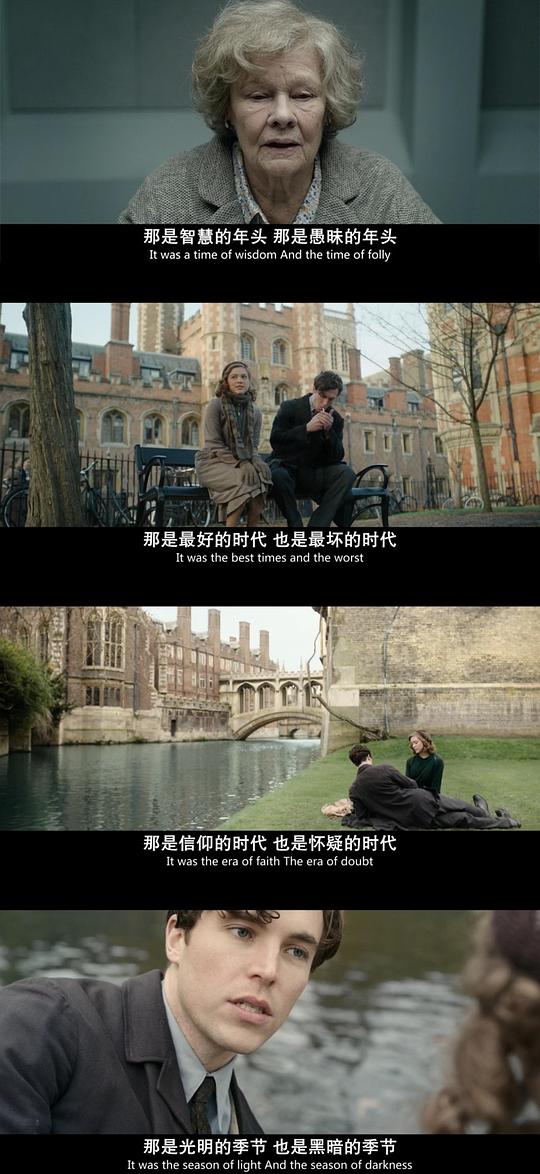 那是智慧的年头 那是愚昧的年头
It was a time of wisdom And the time of folly
那是最好的时代 也是最坏的时代
It was the best times and the worst
那是信仰的时代 也是怀疑的时代
It was the era of faith The era of doubt
那是光明的季节 也是黑暗的季节
It was the season of light And the season of darkness